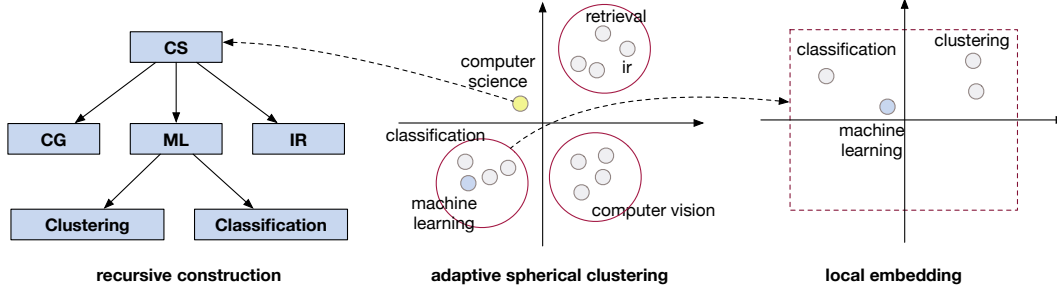 CS
CG
ML
IR
Clustering
Classification
recursive construction
retrieval
ir
computer
science
classification
machine
learning
computer vision
adaptive spherical clustering
classification
clustering
machine
learning
local embedding